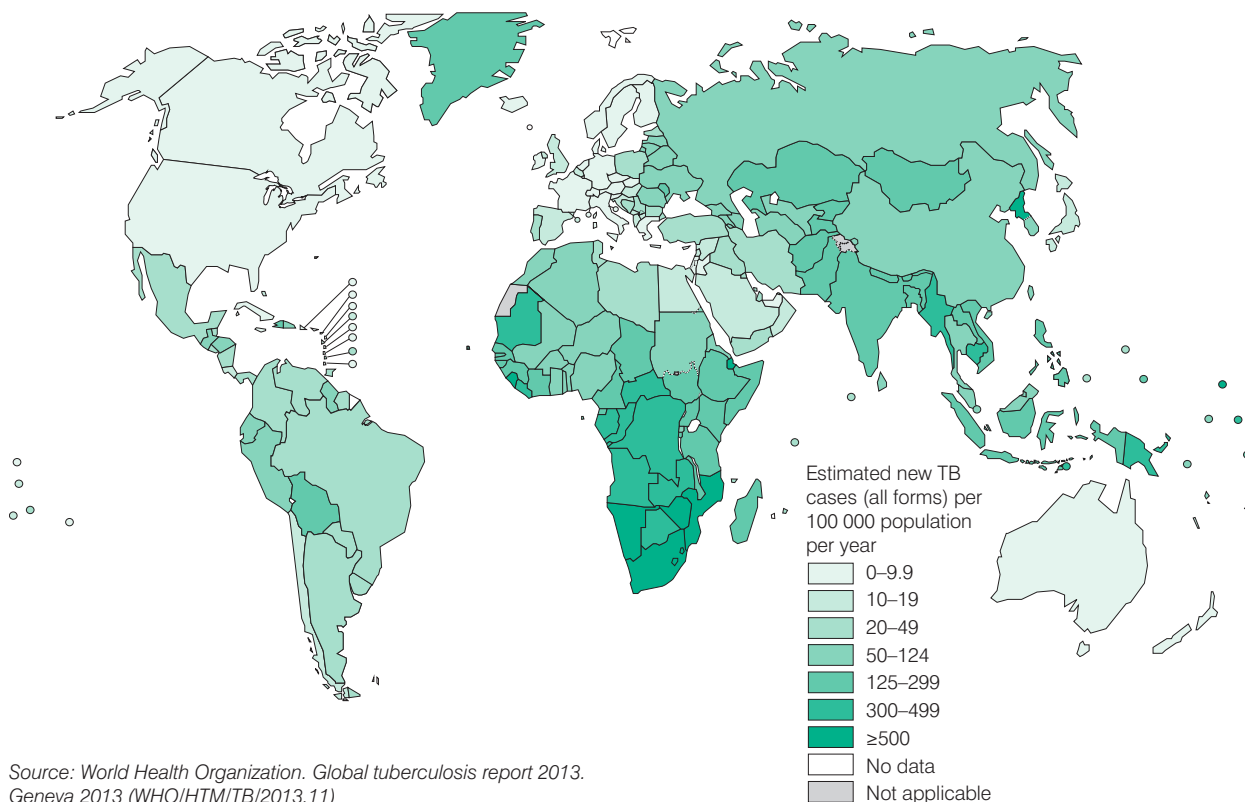 Estimated new TB
cases (all forms) per
100 000 population
per year
0–9.9
10–19
20–49
50–124
125–299
300–499
≥500
No data
Not applicable
Source: World Health Organization. Global tuberculosis report 2013.
Geneva 2013 (WHO/HTM/TB/2013.11)